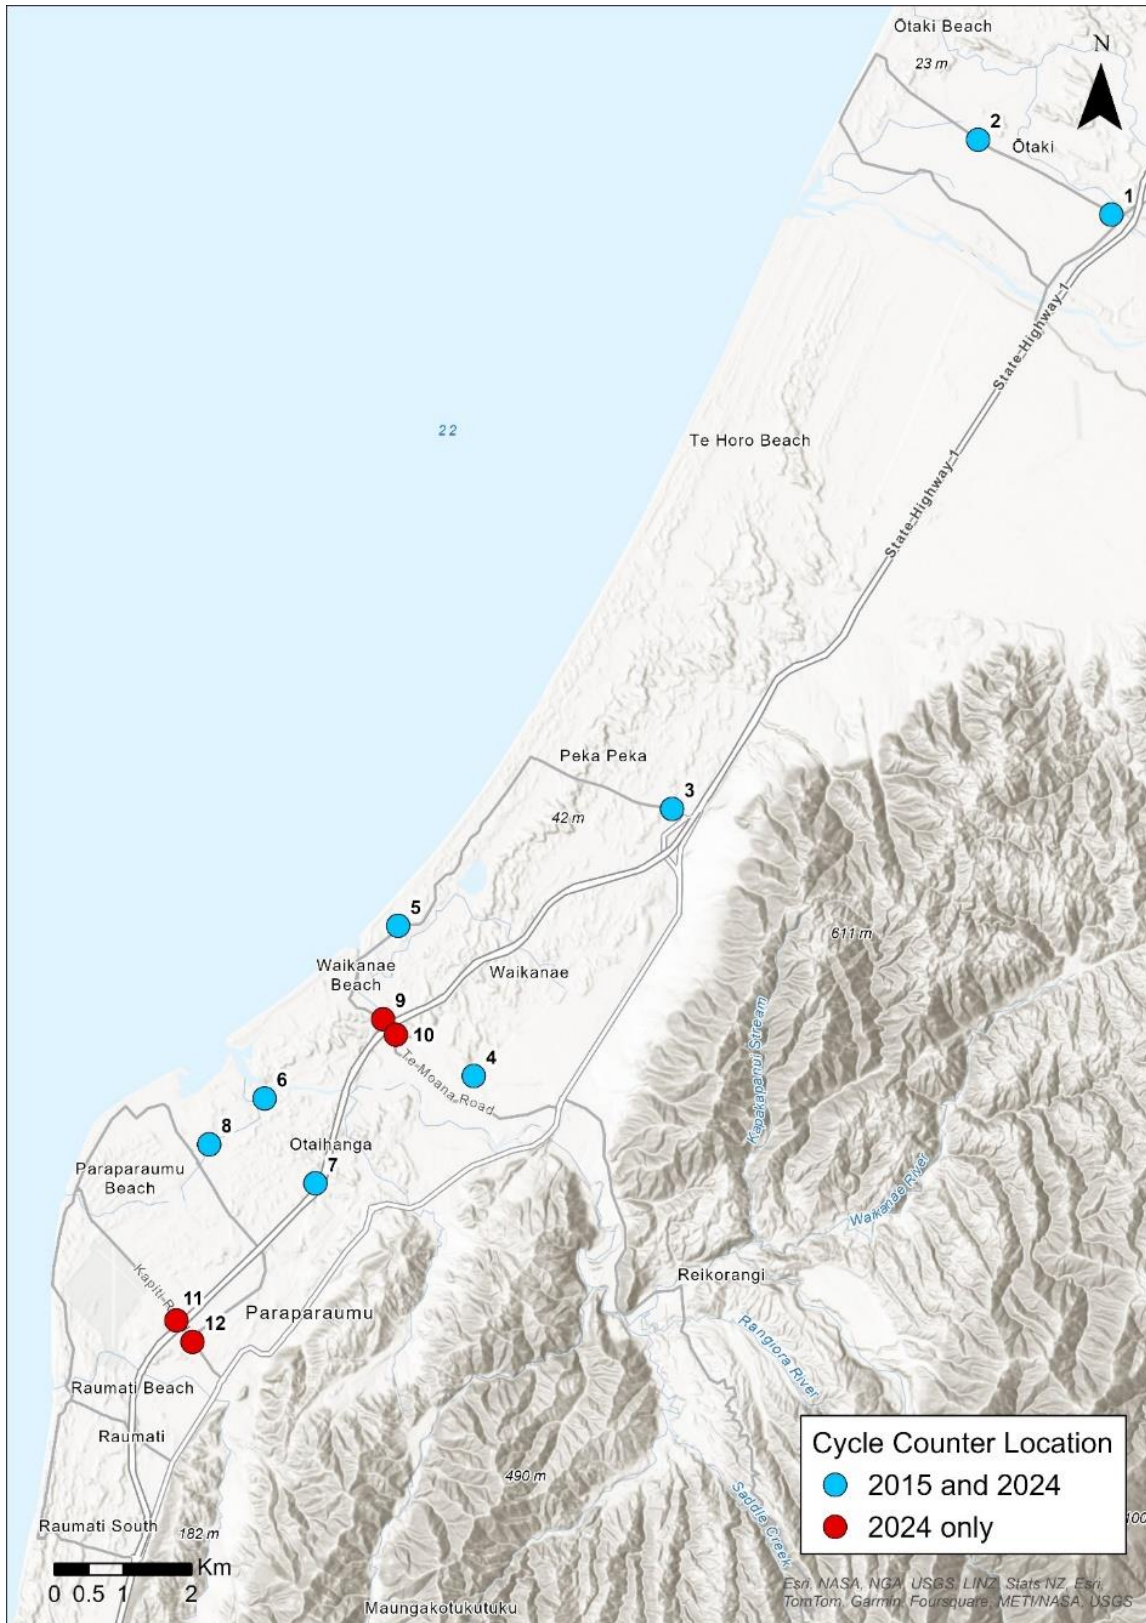 Ōtaki Beach
N
23 m
2
Ōtaki
1
State-Highway-1
22
Te Horo Beach
State-Highway-1
Peka Peka
3
42 m
5
611 m
Waikanae
Beach
Waikanae
9
10
4
Te-Moana-Road
Kapakapanui Stream
6
8
Otaihanga
7
Paraparaumu
Beach
Waikanae River
Reikorangi
Kapiti-R
11
Paraparaumu
12
Rangiora River
Raumati Beach
Raumati
490 m
Saddle Creek
Raumati South
182 m
Km
0 0.5 1 2
Maungakotukutuku
Cycle Counter Location
2015 and 2024
2024 only
100
Esri, NASA, NGA, USGS, LINZ, Stats NZ, Esri,
TomTom, Garmin, Foursquare, METI/NASA, USGS